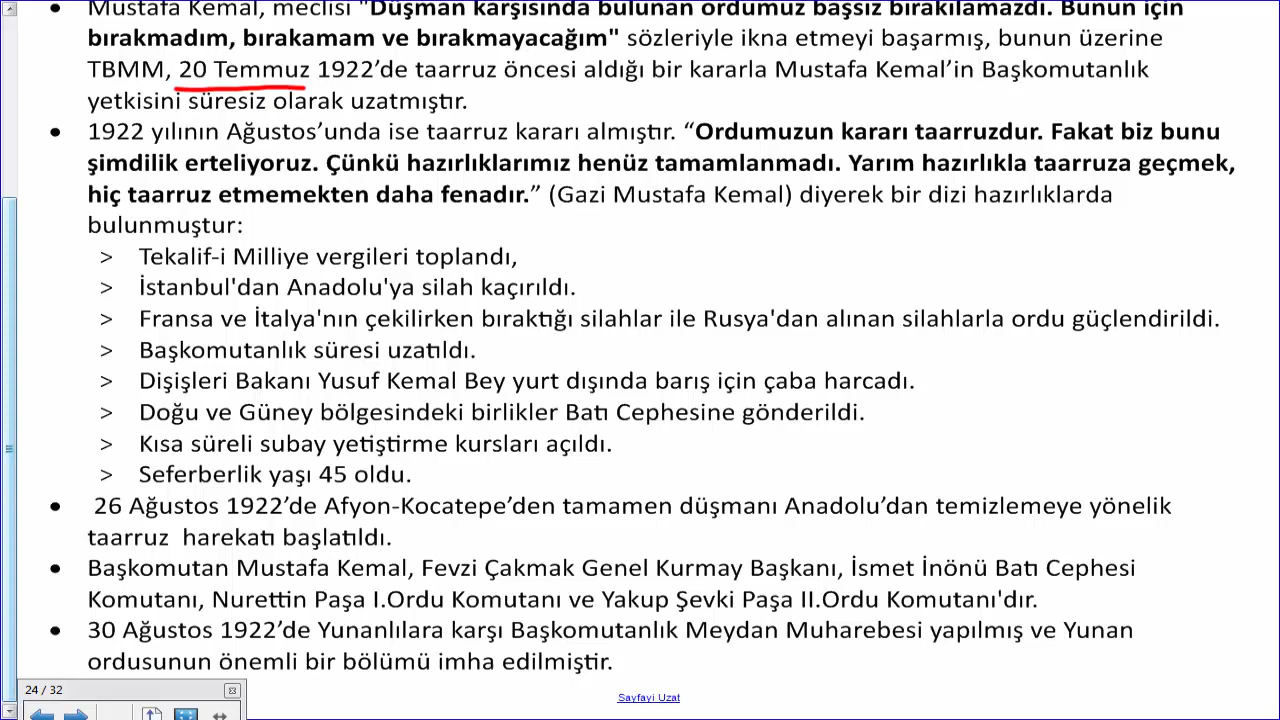 • Mustafa Kemal, meclisi "Düşman karşısında bulunan ordumuz başsız bırakılamazdı. Bunun için
bırakmadım, bırakamam ve bırakmayacağım" sözleriyle ikna etmeyi başarmış, bunun üzerine
TBMM, 20 Temmuz 1922’de taarruz öncesi aldığı bir kararla Mustafa Kemal’in Başkomutanlık
yetkisini süresiz olarak uzatmıştır.
• 1922 yılının Ağustos’unda ise taarruz kararı almıştır. “Ordumuzun kararı taarruzdur. Fakat biz bunu
şimdilik erteliyoruz. Çünkü hazırlıklarımız henüz tamamlanmadı. Yarım hazırlıkla taarruza geçmek,
hiç taarruz etmemekten daha fenadır.” (Gazi Mustafa Kemal) diyerek bir dizi hazırlıklarda
bulunmuştur:
> Tekalif-i Milliye vergileri toplandı,
> İstanbul'dan Anadolu'ya silah kaçırıldı.
> Fransa ve İtalya'nın çekilirken bıraktığı silahlar ile Rusya'dan alınan silahlarla ordu güçlendirildi.
> Başkomutanlık süresi uzatıldı.
> Dişişleri Bakanı Yusuf Kemal Bey yurt dışında barış için çaba harcadı.
> Doğu ve Güney bölgesindeki birlikler Batı Cephesine gönderildi.
> Kısa süreli subay yetiştirme kursları açıldı.
> Seferberlik yaşı 45 oldu.
• 26 Ağustos 1922’de Afyon-Kocatepe’den tamamen düşmanı Anadolu’dan temizlemeye yönelik
taarruz harekatı başlatıldı.
• Başkomutan Mustafa Kemal, Fevzi Çakmak Genel Kurmay Başkanı, İsmet İnönü Batı Cephesi
Komutanı, Nurettin Paşa I.Ordu Komutanı ve Yakup Şevki Paşa II.Ordu Komutanı'dır.
• 30 Ağustos 1922’de Yunanlılara karşı Başkomutanlık Meydan Muharebesi yapılmış ve Yunan
ordusunun önemli bir bölümü imha edilmiştir.
24 / 32
Sayfayi Uzat